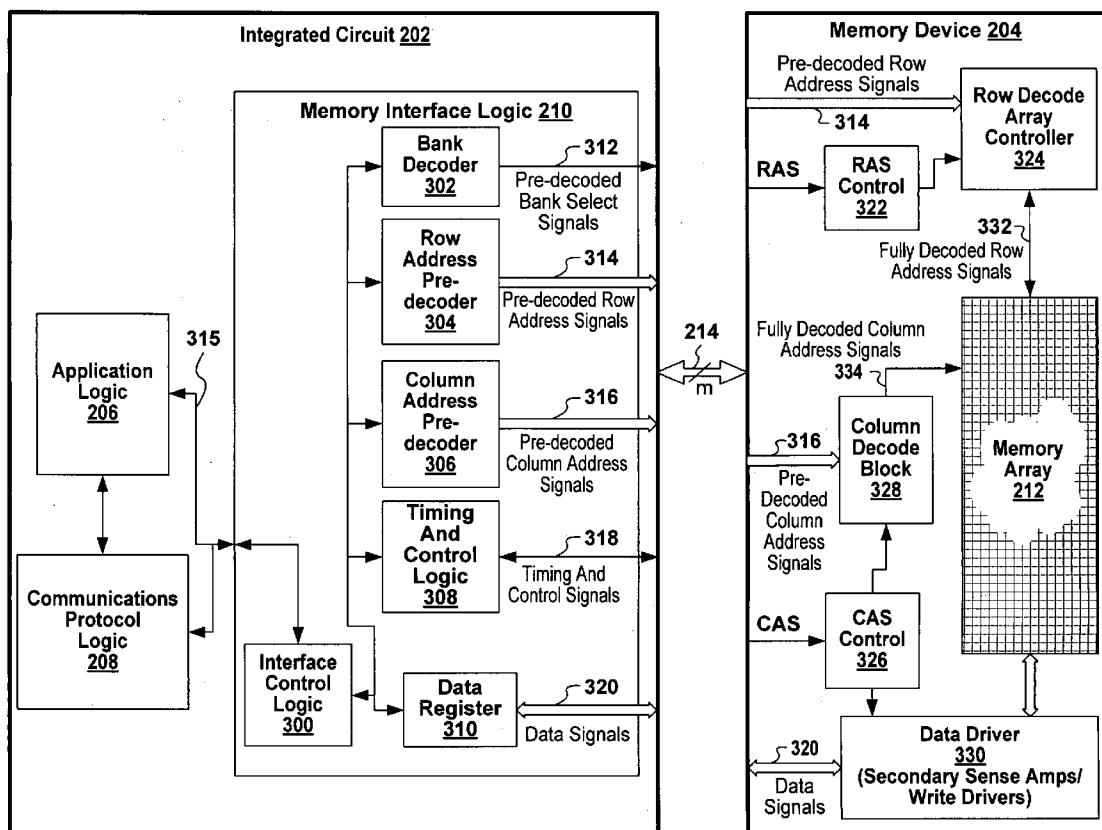 Integrated Circuit 202
Memory Interface Logic 210
Bank
Decoder
302
312
Pre-decoded
Bank Select
Signals
Row
Address
Pre-
decoder
304
314
Pre-decoded Row
Address Signals
Column
Address
Pre-
decoder
306
316
Pre-decoded
Column Address
Signals
Timing
And
Control
Logic
308
318
Timing And
Control Signals
Interface
Control
Logic
300
Data
Register
310
320
Data Signals
315
Application
Logic
206
Communications
Protocol
Logic
208
214
m
Memory Device 204
Pre-decoded Row
Address Signals
314
Row Decode
Array
Controller
324
RAS
RAS
Control
322
332
Fully Decoded Row
Address Signals
Fully Decoded Column
Address Signals
334
316
Pre-
Decoded
Column
Address
Signals
Column
Decode
Block
328
Memory
Array
212
CAS
CAS
Control
326
320
Data
Signals
Data Driver
330
(Secondary Sense Amps/
Write Drivers)